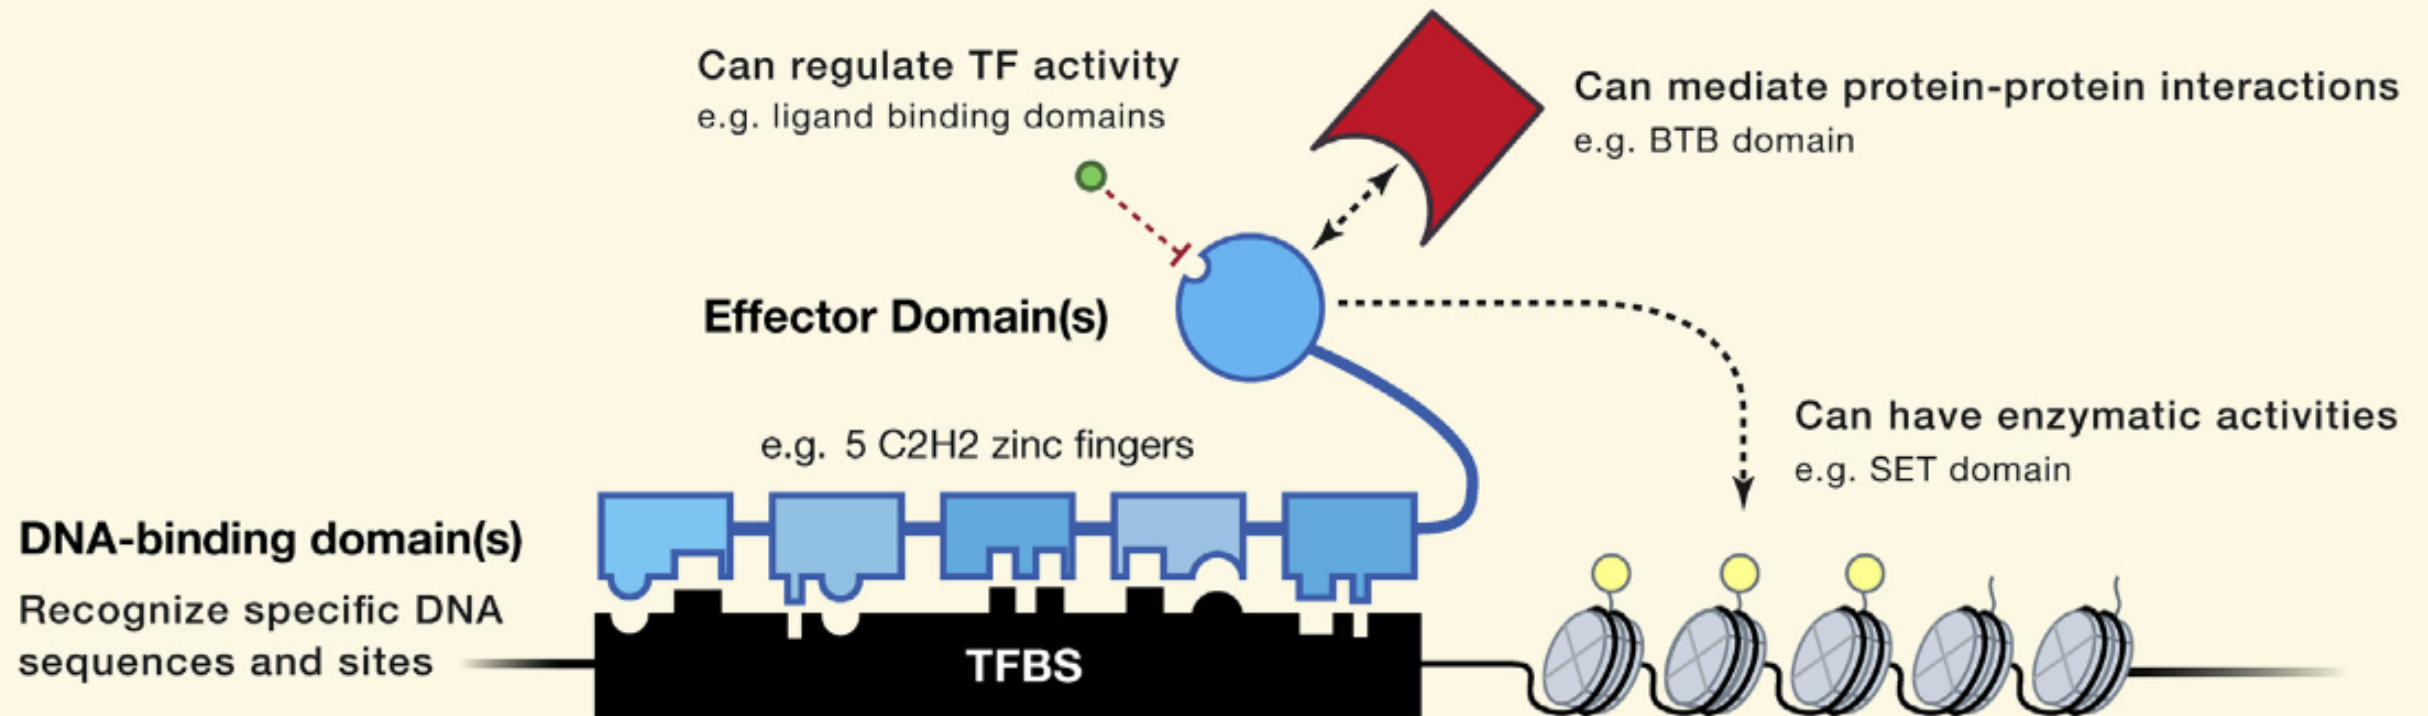 Can regulate TF activity
e.g. ligand binding domains
Can mediate protein-protein interactions
e.g. BTB domain
Effector Domain(s)
e.g. 5 C2H2 zinc fingers
Can have enzymatic activities
e.g. SET domain
DNA-binding domain(s)
Recognize specific DNA
sequences and sites
TFBS